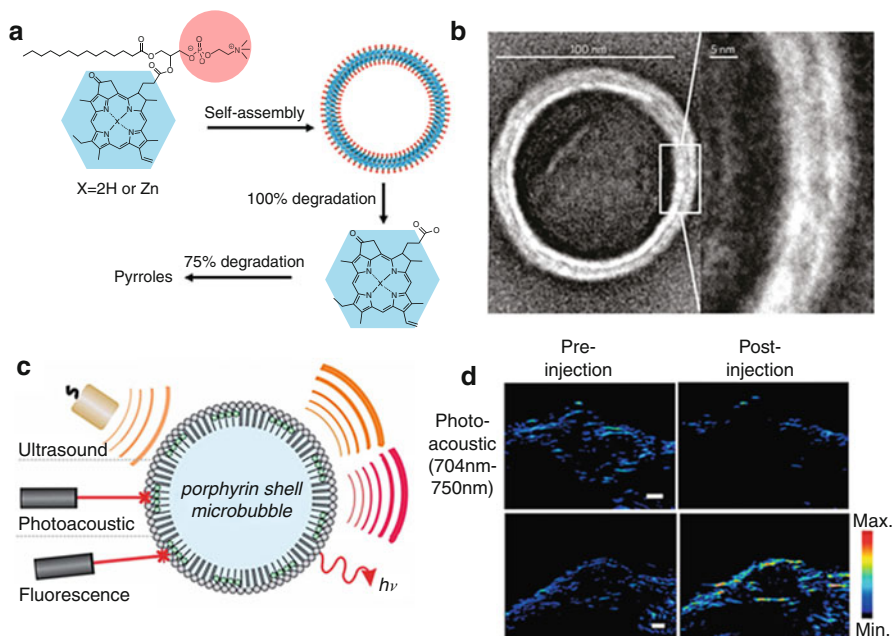 a
O
O
O
O
P
O
O
O
N
O
O
N
N
X
N
N
X=2H or Zn
Self-assembly
100% degradation
75% degradation
Pyrroles
O
O
O
N
N
X
N
N
b
100 nm
5 nm
c
Ultrasound
Photoacoustic
Fluorescence
porphyrin shell
microbubble
hν
d
Pre-
injection
Post-
injection
Photo-
acoustic
(704nm-
750nm)
Max.
Min.